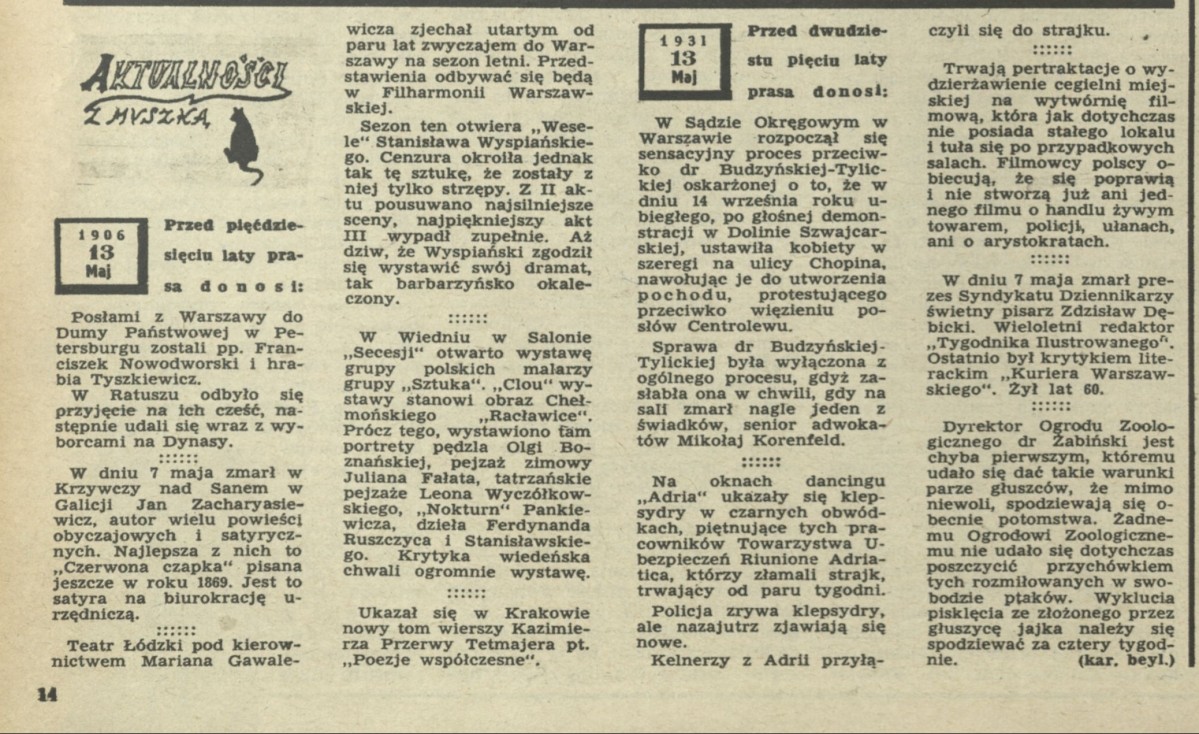 AKTUALNOŚCI
Z MYSZKĄ
1906
13
Maj
Przed pięćdzie-
sięciu laty pra-
sa donosi:
Posłami z Warszawy do
Dumy Państwowej w Pe-
tersburgu zostali pp. Fran-
ciszek Nowodworski i hra-
bia Tyszkiewicz.
W Ratuszu odbyło się
przyjęcie na ich cześć, na-
stępnie udali się wraz z wy-
borcami na Dynasy.
::::::
W dniu 7 maja zmarł w
Krzywczy nad Sanem w
Galicji Jan Zacharyasie-
wicz, autor wielu powieści
obyczajowych i satyrycz-
nych. Najlepsza z nich to
„Czerwona czapka" pisana
jeszcze w roku 1869. Jest to
satyra na biurokrację u-
rzędniczą.
::::::
Teatr Łódzki pod kierow-
nictwem Mariana Gawale-
wicza zjechał utartym od
paru lat zwyczajem do War-
szawy na sezon letni. Przed-
stawienia odbywać się będą
w Filharmonii Warszaw-
skiej.
Sezon ten otwiera „Wese-
le" Stanisława Wyspiańskie-
go. Cenzura okroiła jednak
tak tę sztukę, że zostały z
niej tylko strzępy. Z II ak-
tu pousuwano najsilniejsze
sceny, najpiękniejszy akt
III wypadł zupełnie. Aż
dziw, że Wyspiański zgodził
się wystawić swój dramat,
tak barbarzyńsko okale-
czony.
::::::
W Wiedniu w Salonie
„Secesji" otwarto wystawę
grupy polskich malarzy
grupy „Sztuka". „Clou" wy-
stawy stanowi obraz Cheł-
mońskiego „Racławice".
Prócz tego, wystawiono tam
portrety pędzla Olgi Bo-
znańskiej, pejzaż zimowy
Juliana Fałata, tatrzańskie
pejzaże Leona Wyczółkow-
skiego, „Nokturn" Pankie-
wicza, dzieła Ferdynanda
Ruszczyca i Stanisławskie-
go. Krytyka wiedeńska
chwali ogromnie wystawę.
::::::
Ukazał się w Krakowie
nowy tom wierszy Kazimie-
rza Przerwy Tetmajera pt.
„Poezje współczesne".
1931
13
Maj
Przed dwudzie-
stu pięciu laty
prasa donosi:
W Sądzie Okręgowym w
Warszawie rozpoczął się
sensacyjny proces przeciw-
ko dr Budzyńskiej-Tylic-
kiej oskarżonej o to, że w
dniu 14 września roku u-
biegłego, po głośnej demon-
stracji w Dolinie Szwajcar-
skiej, ustawiła kobiety w
szeregi na ulicy Chopina,
nawołując je do utworzenia
pochodu, protestującego
przeciwko więzieniu po-
słów Centrolewu.
Sprawa dr Budzyńskiej-
Tylickiej była wyłączona z
ogólnego procesu, gdyż za-
słabła ona w chwili, gdy na
sali zmarł nagle jeden z
świadków, senior adwoka-
tów Mikołaj Korenfeld.
::::::
Na oknach dancingu
„Adria" ukazały się klep-
sydry w czarnych obwód-
kach, piętnujące tych pra-
cowników Towarzystwa U-
bezpieczeń Riunione Adria-
tica, którzy złamali strajk,
trwający od paru tygodni.
Policja zrywa klepsydry,
ale nazajutrz zjawiają się
nowe.
Kelnerzy z Adrii przyłą-
czyli się do strajku.
::::::
Trwają pertraktacje o wy-
dzierżawienie cegielni miej-
skiej na wytwórnię fil-
mową, która jak dotychczas
nie posiada stałego lokalu
i tuła się po przypadkowych
salach. Filmowcy polscy o-
biecują, że się poprawią
i nie stworzą już ani jed-
nego filmu o handlu żywym
towarem, policji, ułanach,
ani o arystokratach.
::::::
W dniu 7 maja zmarł pre-
zes Syndykatu Dziennikarzy
świetny pisarz Zdzisław Dę-
bicki. Wieloletni redaktor
„Tygodnika Ilustrowanego".
Ostatnio był krytykiem lite-
rackim „Kuriera Warszaw-
skiego". Żył lat 60.
::::::
Dyrektor Ogrodu Zoolo-
gicznego dr Żabiński jest
chyba pierwszym, któremu
udało się dać takie warunki
parze głuszców, że mimo
niewoli, spodziewają się o-
becnie potomstwa. Żadne-
mu Ogrodowi Zoologiczne-
mu nie udało się dotychczas
poszczycić przychówkiem
tych rozmiłowanych w swo-
bodzie ptaków. Wyklucia
pisklęcia ze złożonego przez
głuszycę jajka należy się
spodziewać za cztery tygod-
nie. (kar. beyl.)
14